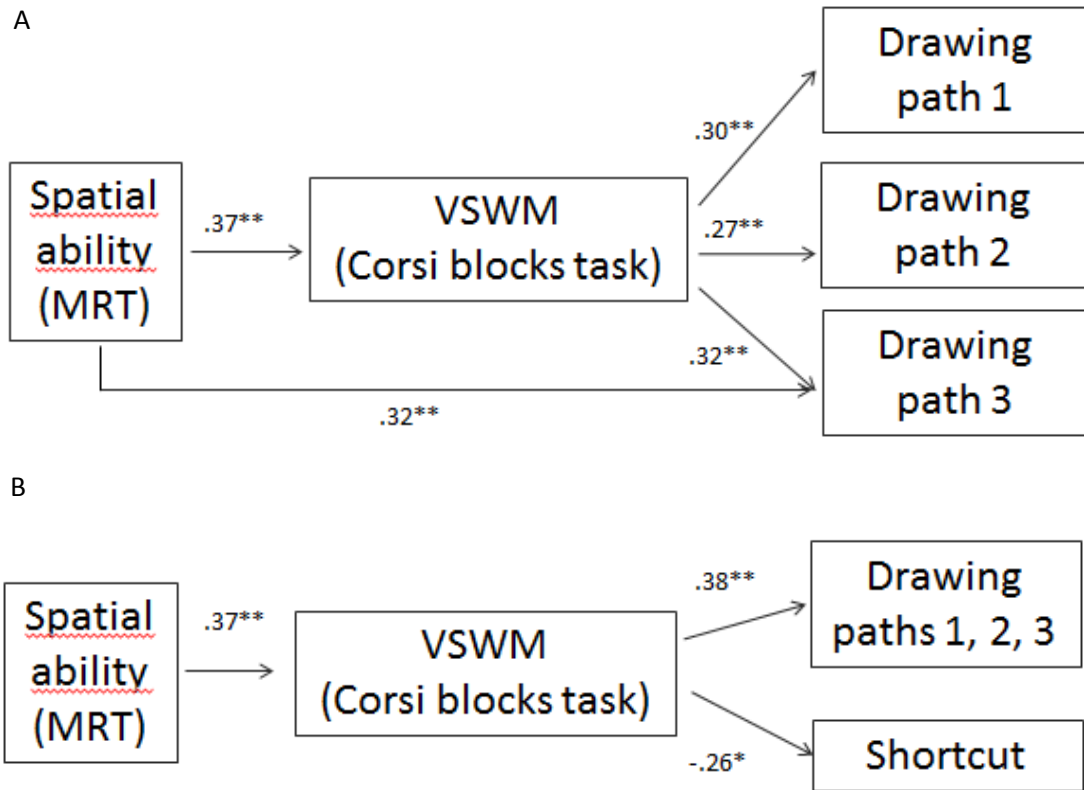 A
Drawing
path 1
.30**
Spatial
ability
(MRT)
.37**
VSWM
(Corsi blocks task)
.27**
Drawing
path 2
.32**
Drawing
path 3
.32**
B
Spatial
ability
(MRT)
.37**
VSWM
(Corsi blocks task)
.38**
Drawing
paths 1, 2, 3
-.26*
Shortcut